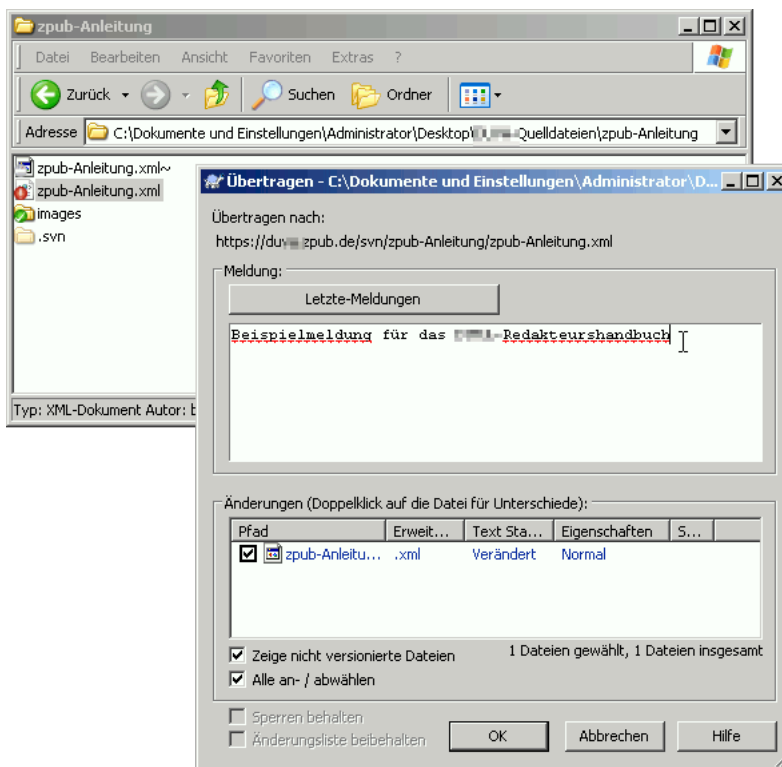 zpub-Anleitung
Datei Bearbeiten Ansicht Favoriten Extras ?
Zurück Suchen Ordner
Adresse C:\Dokumente und Einstellungen\Administrator\Desktop\ -Quelldateien\zpub-Anleitung
zpub-Anleitung.xml~
zpub-Anleitung.xml
images
.svn
Typ: XML-Dokument Autor:
Übertragen - C:\Dokumente und Einstellungen\Administrator\D...
Übertragen nach:
https://duv zpub.de/svn/zpub-Anleitung/zpub-Anleitung.xml
Meldung:
Letzte-Meldungen
Beispielmeldung für das -Redakteurshandbuch
Änderungen (Doppelklick auf die Datei für Unterschiede):
Pfad Erweit... Text Sta... Eigenschaften S...
zpub-Anleitu... .xml Verändert Normal
Zeige nicht versionierte Dateien 1 Dateien gewählt, 1 Dateien insgesamt
Alle an- / abwählen
Sperren behalten
Änderungsliste beibehalten OK Abbrechen Hilfe